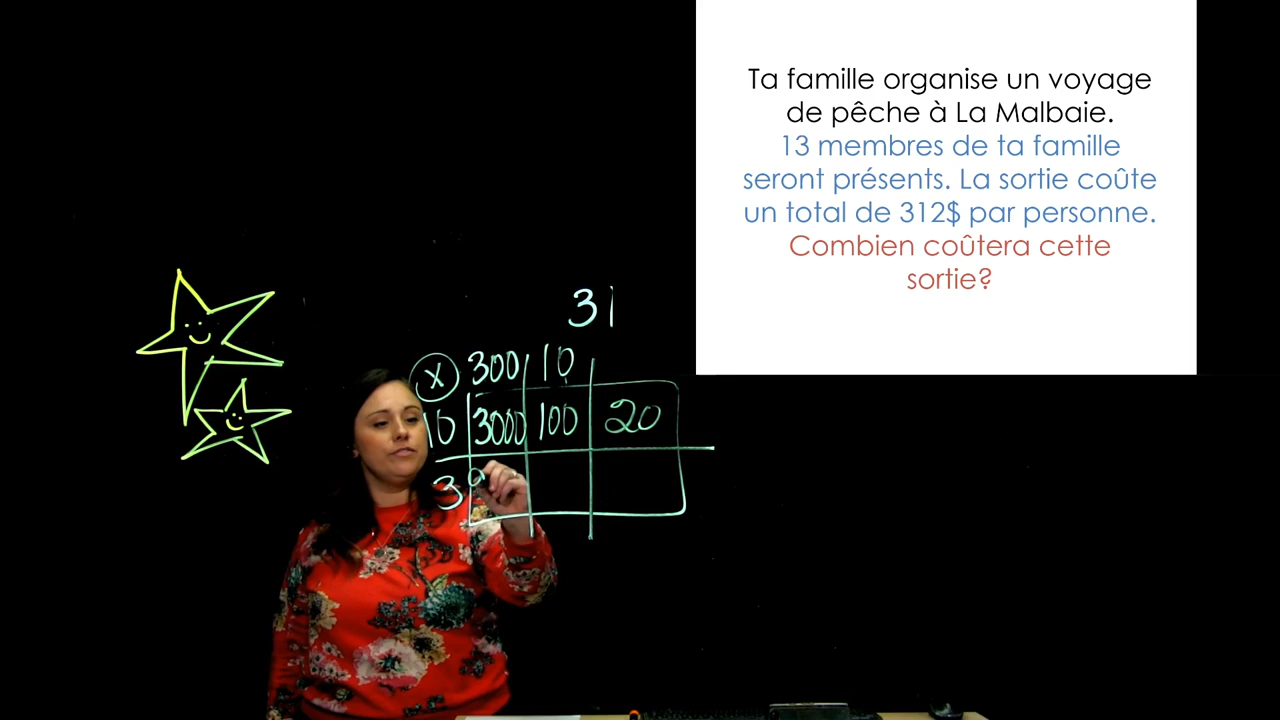 Ta famille organise un voyage
de pêche à La Malbaie.
13 membres de ta famille
seront présents. La sortie coûte
un total de 312$ par personne.
Combien coûtera cette
sortie?
31
x 300 10
10 3000 100 20
3